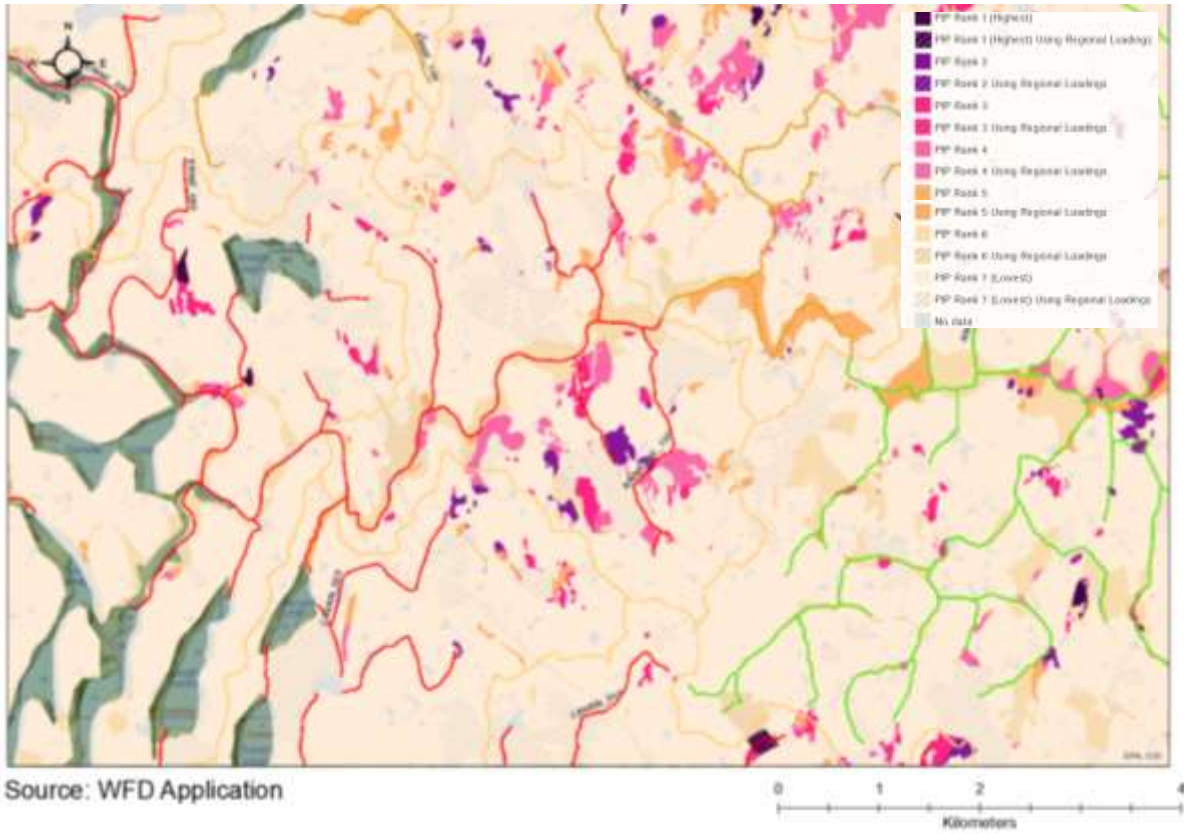 N
E
PIP Rank 1 (Highest)
PIP Rank 1 (Highest) Using Regional Loadings
PIP Rank 2
PIP Rank 2 Using Regional Loadings
PIP Rank 3
PIP Rank 3 Using Regional Loadings
PIP Rank 4
PIP Rank 4 Using Regional Loadings
PIP Rank 5
PIP Rank 5 Using Regional Loadings
PIP Rank 6
PIP Rank 6 Using Regional Loadings
PIP Rank 7 (Lowest)
PIP Rank 7 (Lowest) Using Regional Loadings
No data
Source: WFD Application
0 1 2 4
Kilometers